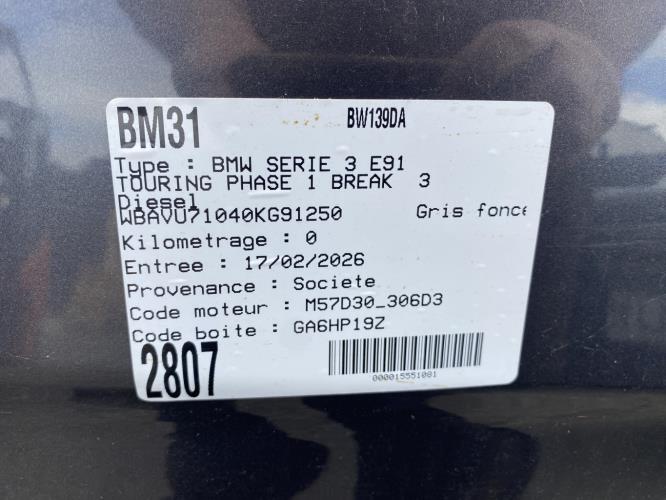 BM31 BW139DA
Type : BMW SERIE 3 E91
TOURING PHASE 1 BREAK 3
Diesel
WBAVU71040KG91250 Gris fonce
Kilometrage : 0
Entree : 17/02/2026
Provenance : Societe
Code moteur : M57D30_306D3
Code boite : GA6HP19Z
2807
000015551081